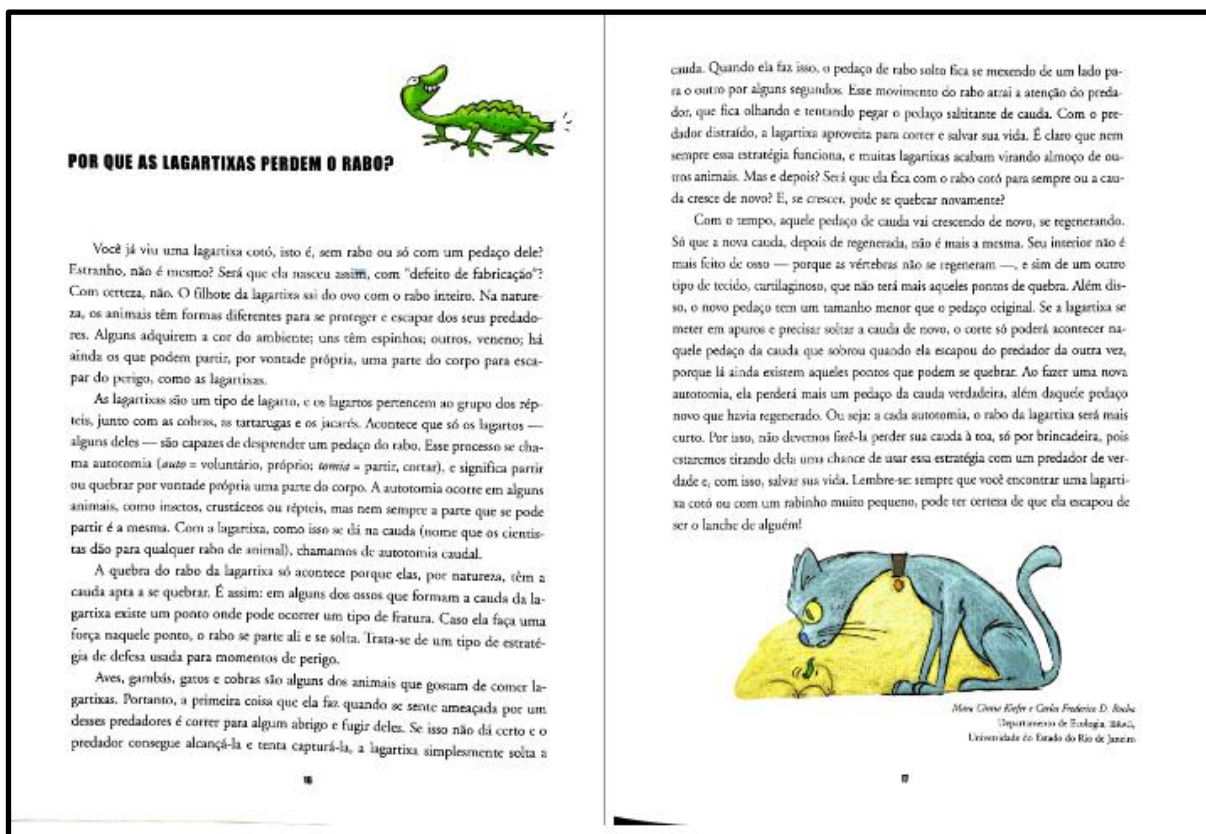 POR QUE AS LAGARTIXAS PERDEM O RABO?
Você já viu uma lagartixa cotó, isto é, sem rabo ou só com um pedaço dele?
Estranho, não é mesmo? Será que ela nasceu assim, com "defeito de fabricação"?
Com certeza, não. O filhote da lagartixa sai do ovo com o rabo inteiro. Na nature-
za, os animais têm formas diferentes para se proteger e escapar dos seus predado-
res. Alguns adquirem a cor do ambiente; uns têm espinhos; outros, veneno; há
ainda os que podem partir, por vontade própria, uma parte do corpo para esca-
par do perigo, como as lagartixas.
As lagartixas são um tipo de lagarto, e os lagartos pertencem ao grupo dos rép-
teis, junto com as cobras, as tartarugas e os jacarés. Acontece que só os lagartos —
alguns deles — são capazes de desprender um pedaço do rabo. Esse processo se cha-
ma autotomia (auto = voluntário, próprio; tomia = partir, cortar), e significa partir
ou quebrar por vontade própria uma parte do corpo. A autotomia ocorre em alguns
animais, como insetos, crustáceos ou répteis, mas nem sempre a parte que se pode
partir é a mesma. Com a lagartixa, como isso se dá na cauda (nome que os cientis-
tas dão para qualquer rabo de animal), chamamos de autotomia caudal.
A quebra do rabo da lagartixa só acontece porque elas, por natureza, têm a
cauda apta a se quebrar. É assim: em alguns dos ossos que formam a cauda da la-
gartixa existe um ponto onde pode ocorrer um tipo de fratura. Caso ela faça uma
força naquele ponto, o rabo se parte ali e se solta. Trata-se de um tipo de estraté-
gia de defesa usada para momentos de perigo.
Aves, gambás, gatos e cobras são alguns dos animais que gostam de comer la-
gartixas. Portanto, a primeira coisa que ela faz quando se sente ameaçada por um
desses predadores é correr para algum abrigo e fugir deles. Se isso não dá certo e o
predador consegue alcançá-la e tenta capturá-la, a lagartixa simplesmente solta a
16
cauda. Quando ela faz isso, o pedaço de rabo solto fica se mexendo de um lado pa-
ra o outro por alguns segundos. Esse movimento do rabo atrai a atenção do preda-
dor, que fica olhando e tentando pegar o pedaço saltitante de cauda. Com o pre-
dador distraído, a lagartixa aproveita para correr e salvar sua vida. É claro que nem
sempre essa estratégia funciona, e muitas lagartixas acabam virando almoço de ou-
tros animais. Mas e depois? Será que ela fica com o rabo cotó para sempre ou a cau-
da cresce de novo? E, se crescer, pode se quebrar novamente?
Com o tempo, aquele pedaço de cauda vai crescendo de novo, se regenerando.
Só que a nova cauda, depois de regenerada, não é mais a mesma. Seu interior não é
mais feito de osso — porque as vértebras não se regeneram —, e sim de um outro
tipo de tecido, cartilaginoso, que não terá mais aqueles pontos de quebra. Além dis-
so, o novo pedaço tem um tamanho menor que o pedaço original. Se a lagartixa se
meter em apuros e precisar soltar a cauda de novo, o corte só poderá acontecer na-
quele pedaço da cauda que sobrou quando ela escapou do predador da outra vez,
porque lá ainda existem aqueles pontos que podem se quebrar. Ao fazer uma nova
autotomia, ela perderá mais um pedaço da cauda verdadeira, além daquele pedaço
novo que havia regenerado. Ou seja: a cada autotomia, o rabo da lagartixa será mais
curto. Por isso, não devemos fazê-la perder sua cauda à toa, só por brincadeira, pois
estaremos tirando dela uma chance de usar essa estratégia com um predador de ver-
dade e, com isso, salvar sua vida. Lembre-se: sempre que você encontrar uma lagarti-
xa cotó ou com um rabinho muito pequeno, pode ter certeza de que ela escapou de
ser o lanche de alguém!
Mara Cíntia Kiefer e Carlos Frederico D. Rocha
Departamento de Ecologia, IBRAG,
Universidade do Estado do Rio de Janeiro
17